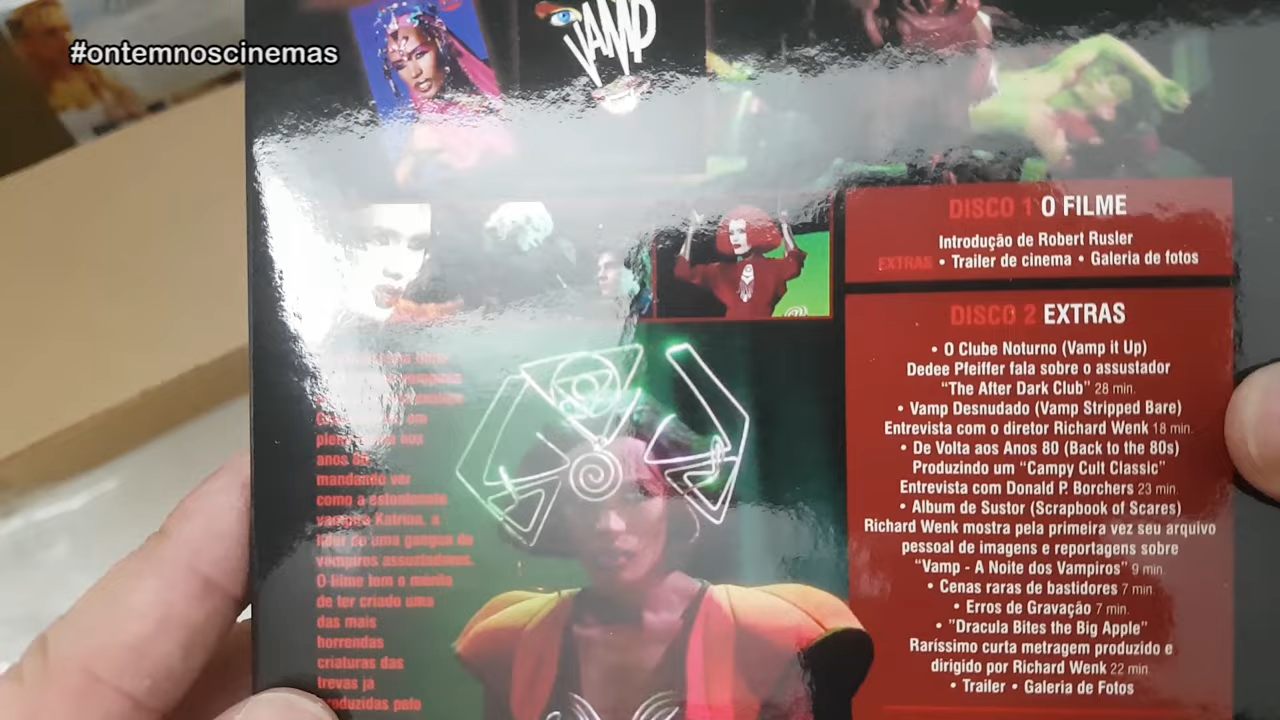 #ontemnoscinemas
VAMP
DISCO 1 O FILME
Introdução de Robert Rusler
EXTRAS • Trailer de cinema • Galeria de fotos
DISCO 2 EXTRAS
• O Clube Noturno (Vamp it Up)
Dedee Pfeiffer fala sobre o assustador
“The After Dark Club” 28 min.
• Vamp Desnudado (Vamp Stripped Bare)
Entrevista com o diretor Richard Wenk 18 min.
• De Volta aos Anos 80 (Back to the 80s)
Produzindo um “Campy Cult Classic”
Entrevista com Donald P. Borchers 23 min.
• Album de Sustor (Scrapbook of Scares)
Richard Wenk mostra pela primeira vez seu arquivo
pessoal de imagens e reportagens sobre
“Vamp - A Noite dos Vampiros” 9 min.
• Cenas raras de bastidores 7 min.
• Erros de Gravação 7 min.
• "Dracula Bites the Big Apple"
Raríssimo curta metragem produzido e
dirigido por Richard Wenk 22 min.
• Trailer • Galeria de Fotos
anos 80
mandando ver
como a estonteante
vampira Katrina, a
líder de uma gangue de
vampiros assustadores.
O filme tem o mérito
de ter criado uma
das mais
horrendas
criaturas das
trevas ja
produzidas pelo